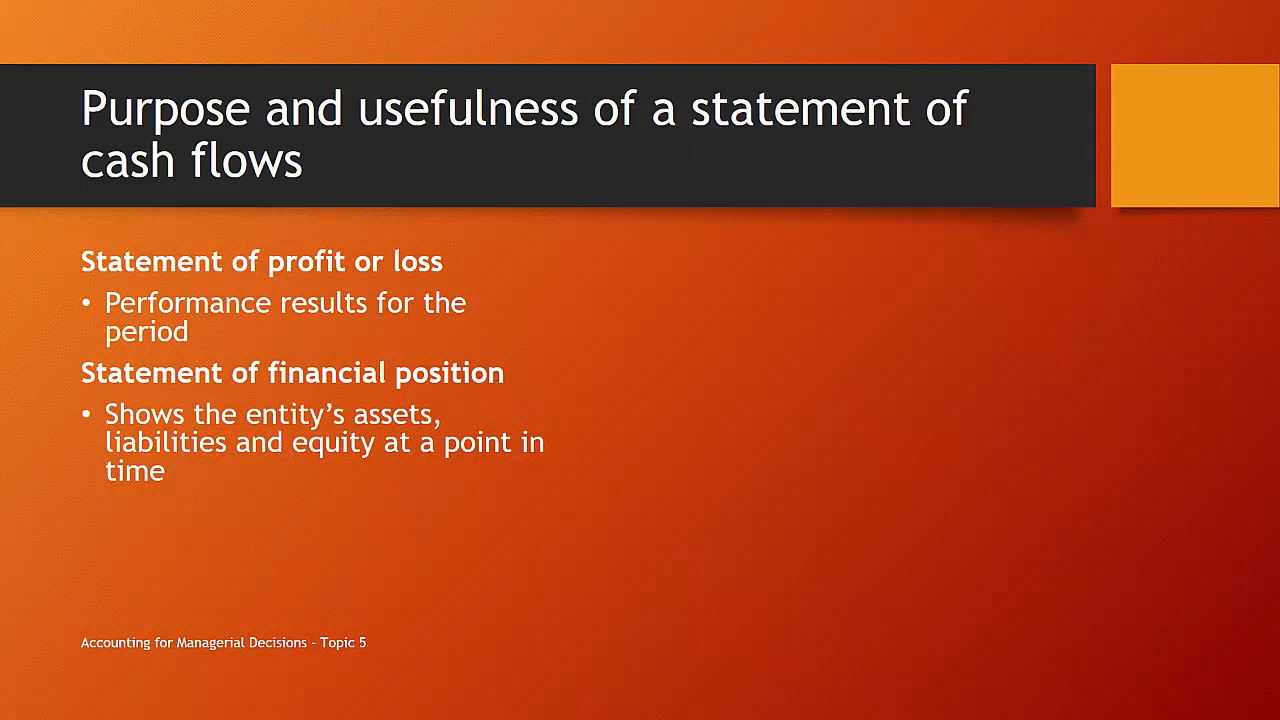 Purpose and usefulness of a statement of
cash flows
Statement of profit or loss
• Performance results for the
period
Statement of financial position
• Shows the entity’s assets,
liabilities and equity at a point in
time
Accounting for Managerial Decisions - Topic 5